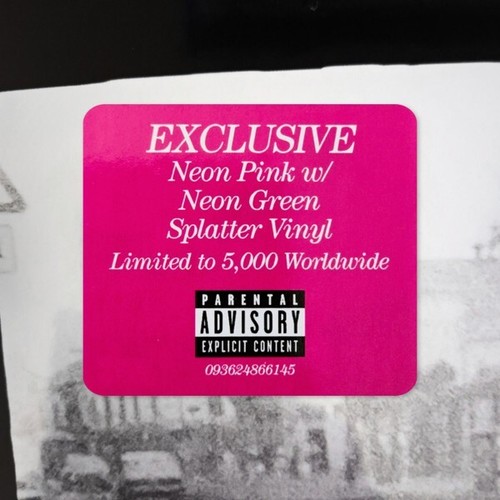 EXCLUSIVE
Neon Pink w/
Neon Green
Splatter Vinyl
Limited to 5,000 Worldwide
PARENTAL
ADVISORY
EXPLICIT CONTENT
093624866145